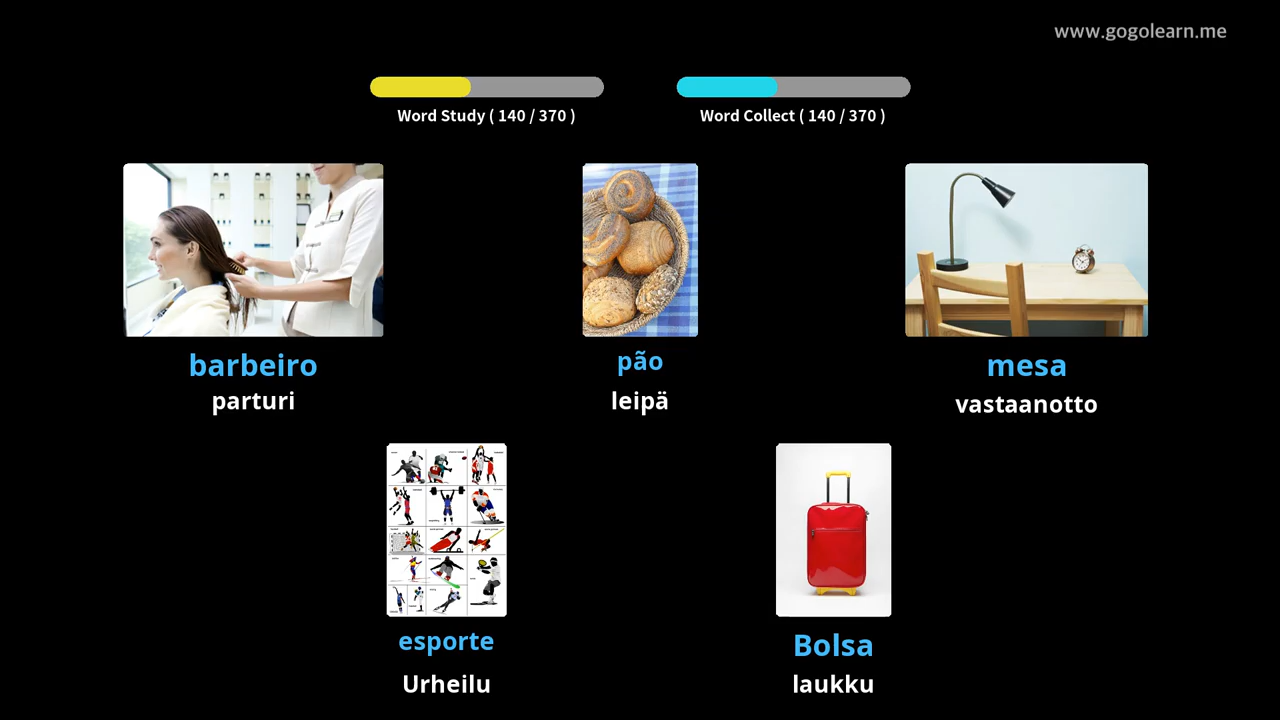 www.gogolearn.me
Word Study ( 140 / 370 )
Word Collect ( 140 / 370 )
barbeiro
parturi
pão
leipä
mesa
vastaanotto
esporte
Urheilu
Bolsa
laukku